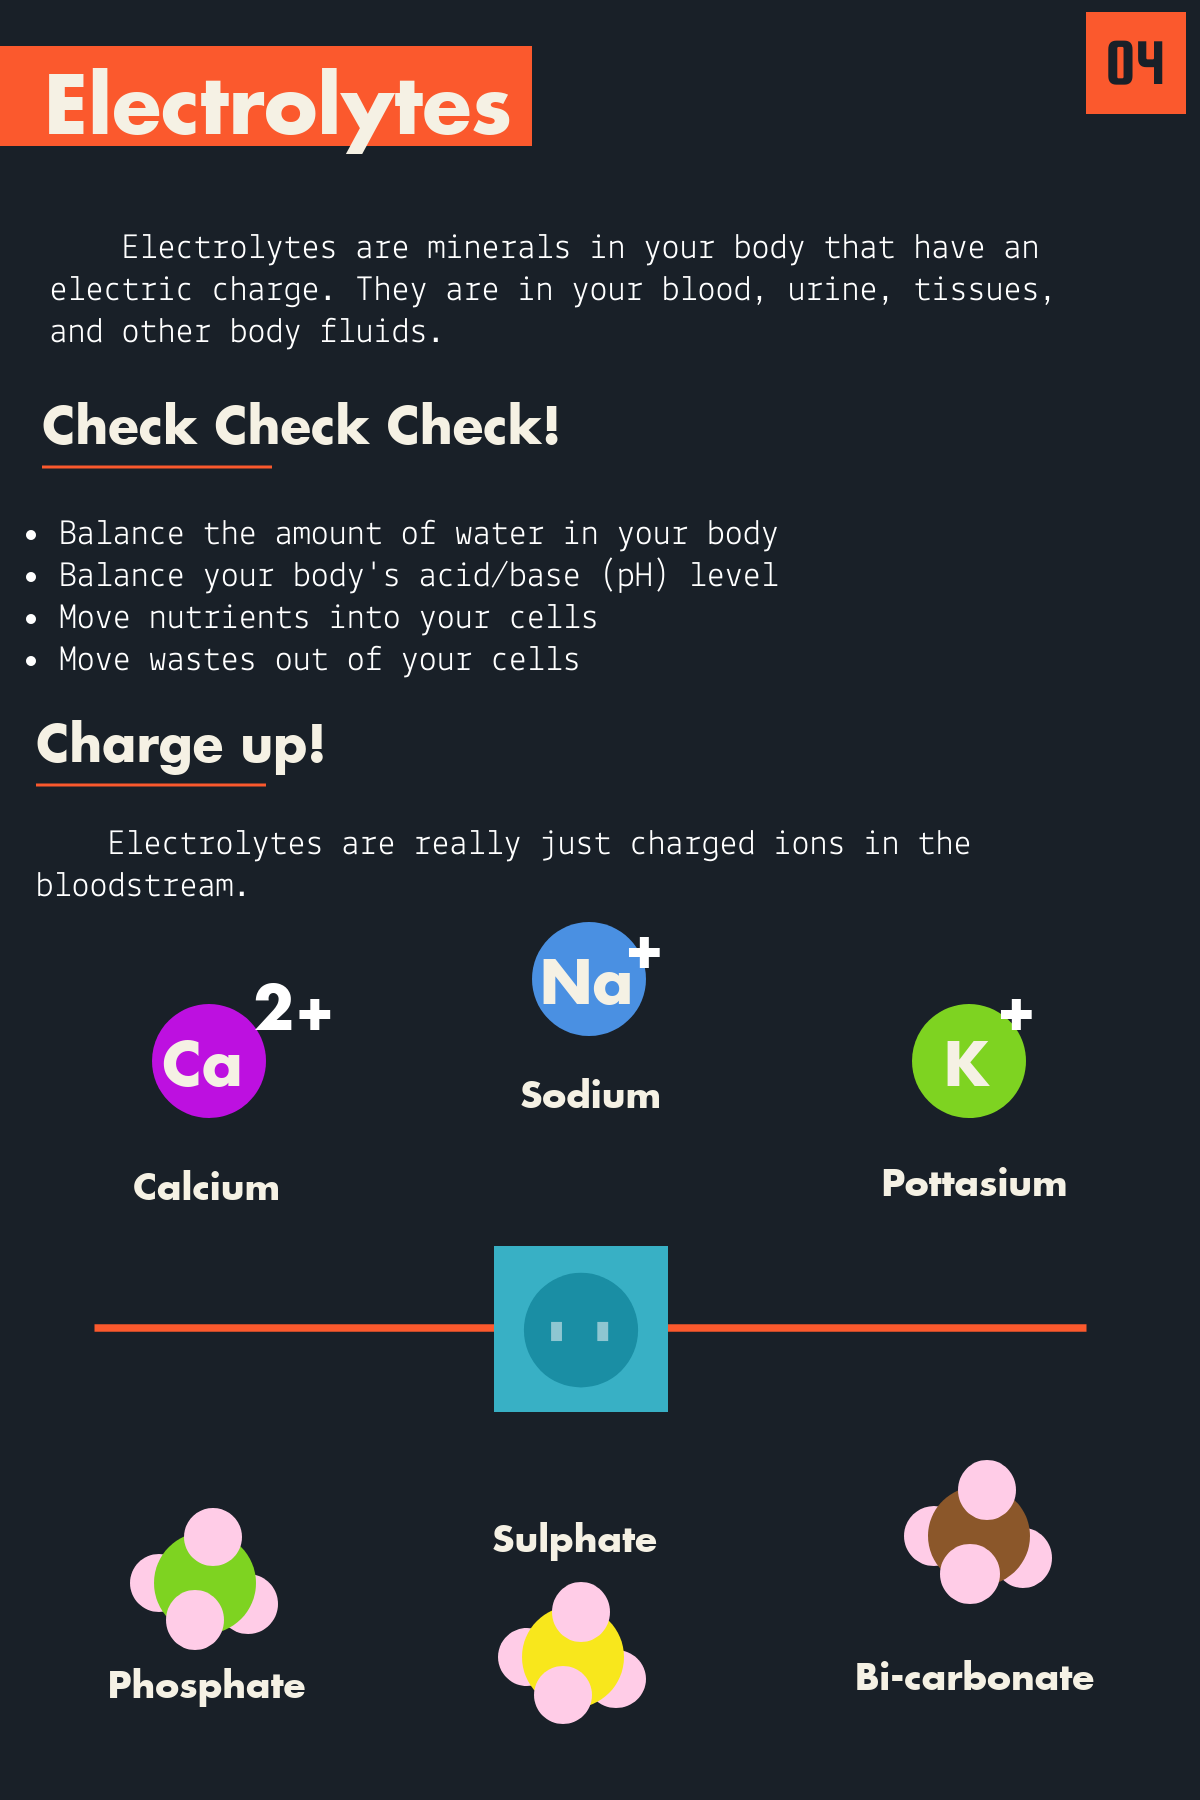 04
Electrolytes
Electrolytes are minerals in your body that have an
electric charge. They are in your blood, urine, tissues,
and other body fluids.
Check Check Check!
• Balance the amount of water in your body
• Balance your body's acid/base (pH) level
• Move nutrients into your cells
• Move wastes out of your cells
Charge up!
Electrolytes are really just charged ions in the
bloodstream.
Ca 2+
Na +
K +
Calcium
Sodium
Pottasium
Phosphate
Sulphate
Bi-carbonate